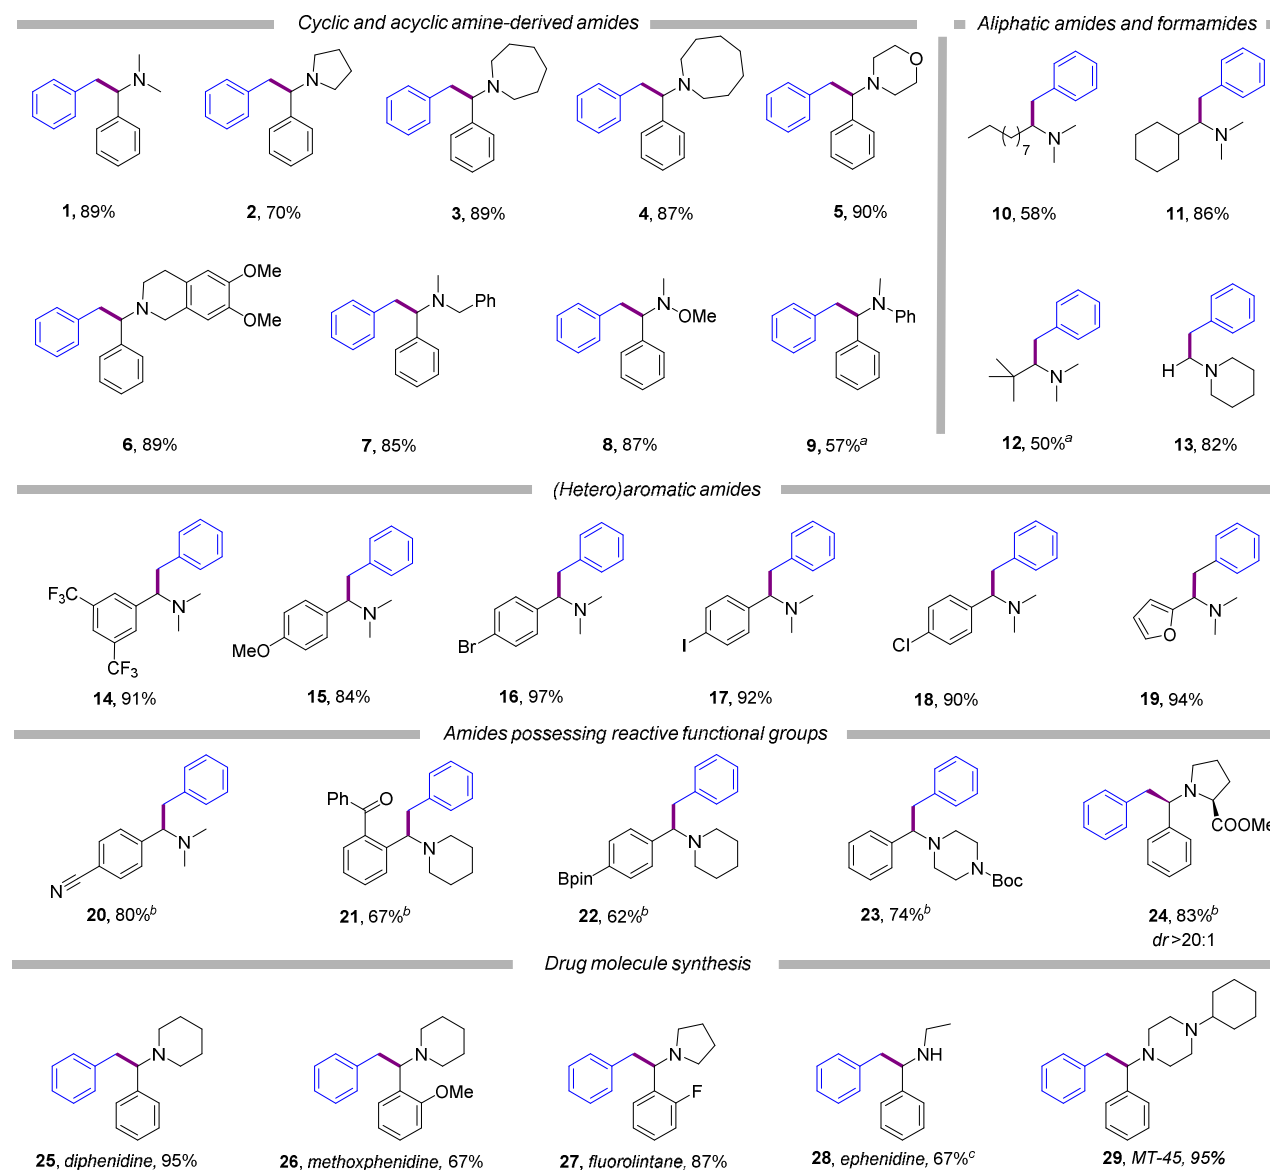 Cyclic and acyclic amine-derived amides
Aliphatic amides and formamides
N
N
N
N
N
O
N
7
N
1, 89%
2, 70%
3, 89%
4, 87%
5, 90%
10, 58%
11, 86%
N
OMe
OMe
N
Ph
N
OMe
N
Ph
N
H
N
6, 89%
7, 85%
8, 87%
9, 57%a
12, 50%a
13, 82%
(Hetero)aromatic amides
F3C
CF3
N
MeO
N
Br
N
I
N
Cl
N
O
N
14, 91%
15, 84%
16, 97%
17, 92%
18, 90%
19, 94%
Amides possessing reactive functional groups
N
N
Ph
O
N
Bpin
N
N
N
Boc
N
COOMe
20, 80%b
21, 67%b
22, 62%b
23, 74%b
24, 83%b
dr >20:1
Drug molecule synthesis
N
N
OMe
N
F
NH
N
N
25, diphenidine, 95%
26, methoxphenidine, 67%
27, fluorolintane, 87%
28, ephenidine, 67%c
29, MT-45, 95%